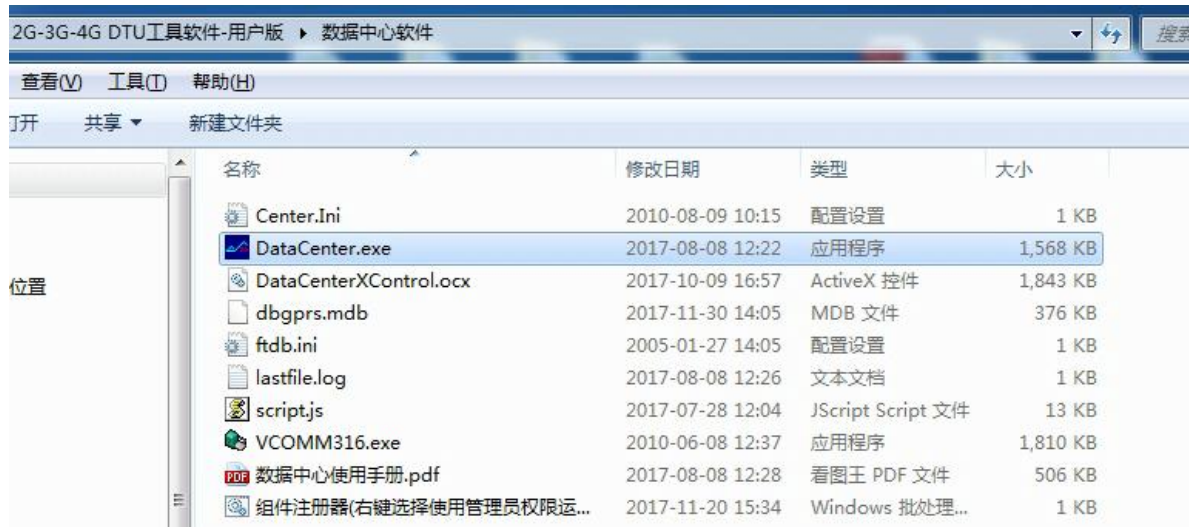 2G-3G-4G DTU工具软件-用户版 ▸ 数据中心软件
查看(V) 工具(T) 帮助(H)
打开 共享 新建文件夹
名称 修改日期 类型 大小
Center.Ini 2010-08-09 10:15 配置设置 1 KB
DataCenter.exe 2017-08-08 12:22 应用程序 1,568 KB
位置
DataCenterXControl.ocx 2017-10-09 16:57 ActiveX 控件 1,843 KB
dbgprs.mdb 2017-11-30 14:05 MDB 文件 376 KB
ftdb.ini 2005-01-27 14:05 配置设置 1 KB
lastfile.log 2017-08-08 12:26 文本文档 1 KB
script.js 2017-07-28 12:04 JScript Script 文件 13 KB
VCOMM316.exe 2010-06-08 12:37 应用程序 1,810 KB
PDF 数据中心使用手册.pdf 2017-08-08 12:28 看图王 PDF 文件 506 KB
组件注册器(右键选择使用管理员权限运... 2017-11-20 15:34 Windows 批处理... 1 KB